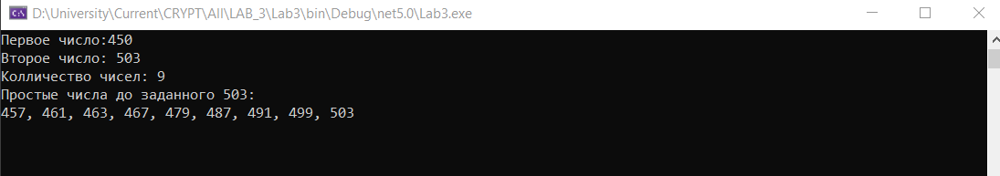 D:\University\Current\CRYPT\All\LAB_3\Lab3\bin\Debug\net5.0\Lab3.exe
Первое число:450
Второе число: 503
Колличество чисел: 9
Простые числа до заданного 503:
457, 461, 463, 467, 479, 487, 491, 499, 503